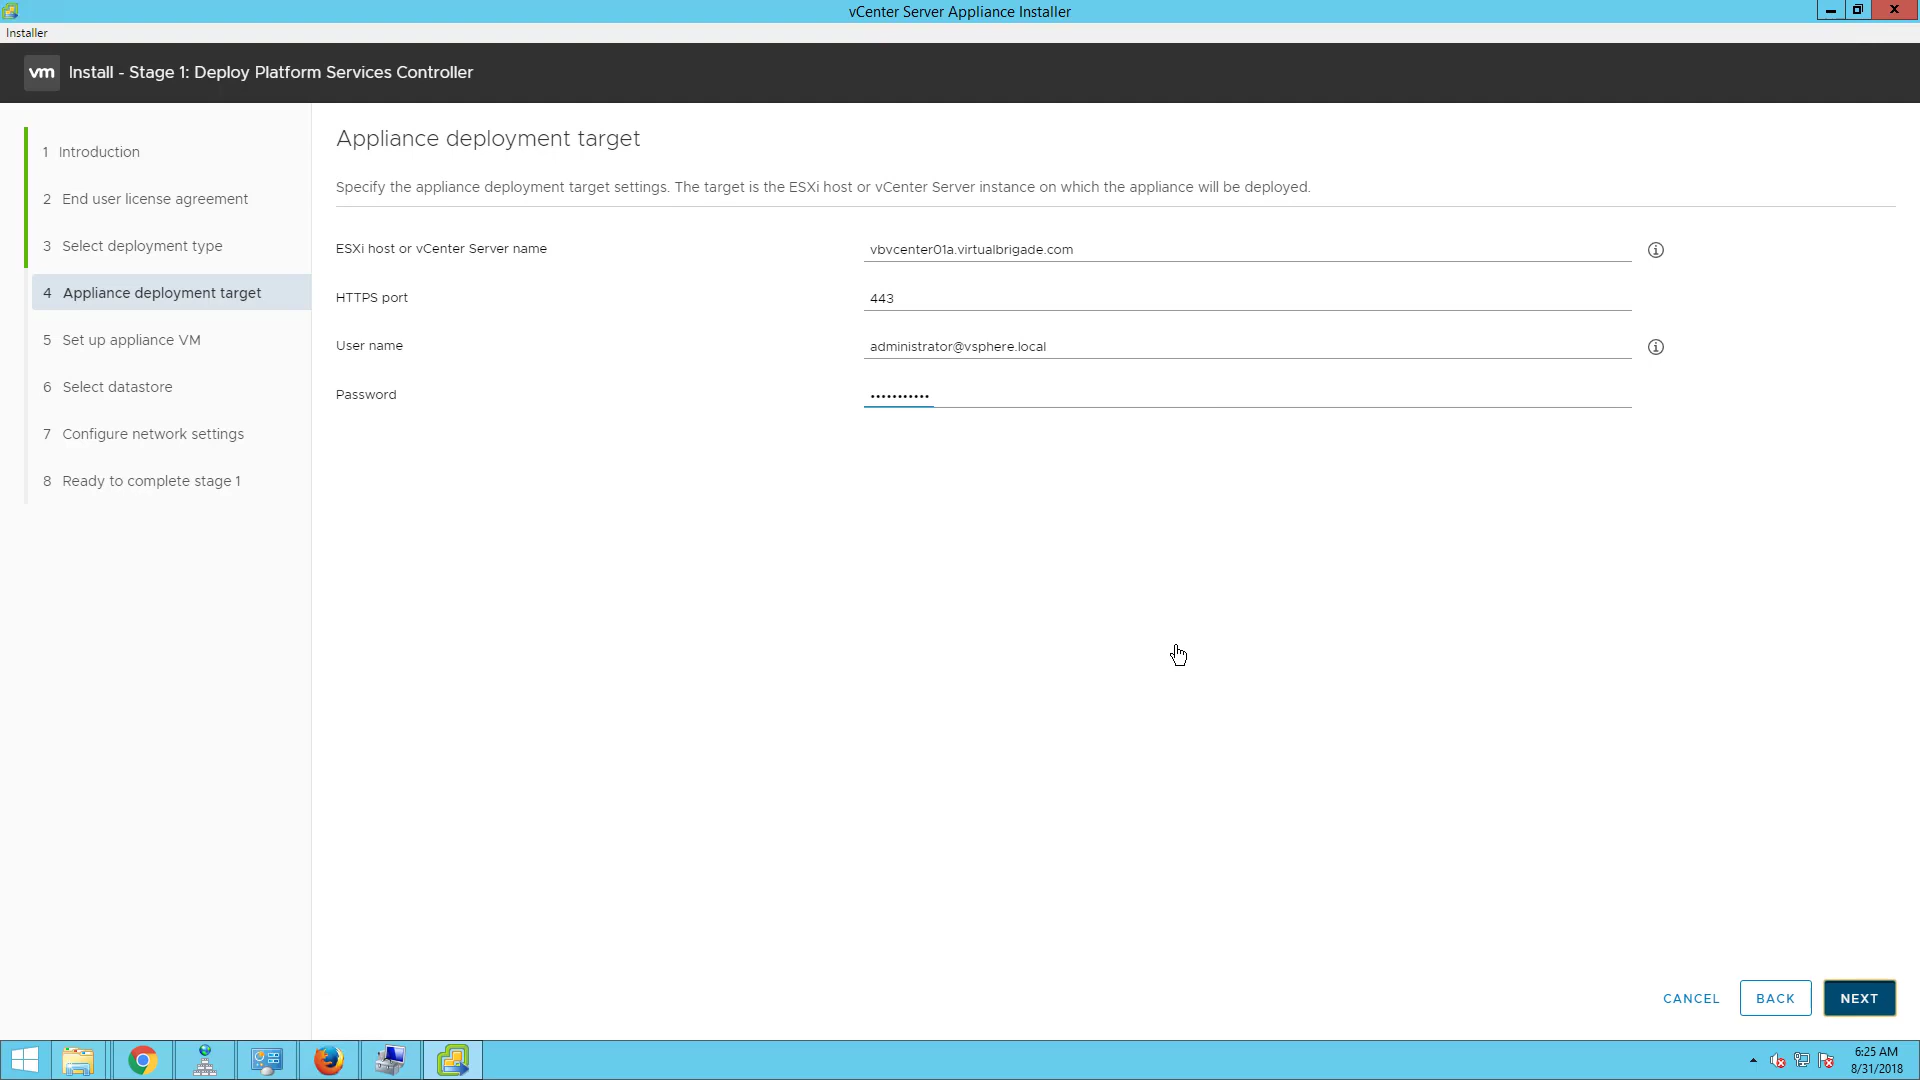 vCenter Server Appliance Installer
Installer
vm Install - Stage 1: Deploy Platform Services Controller
1 Introduction
2 End user license agreement
3 Select deployment type
4 Appliance deployment target
5 Set up appliance VM
6 Select datastore
7 Configure network settings
8 Ready to complete stage 1
Appliance deployment target
Specify the appliance deployment target settings. The target is the ESXi host or vCenter Server instance on which the appliance will be deployed.
ESXi host or vCenter Server name vbvcenter01a.virtualbrigade.com
HTTPS port 443
User name administrator@vsphere.local
Password •••••••••••
CANCEL BACK NEXT
6:25 AM
8/31/2018